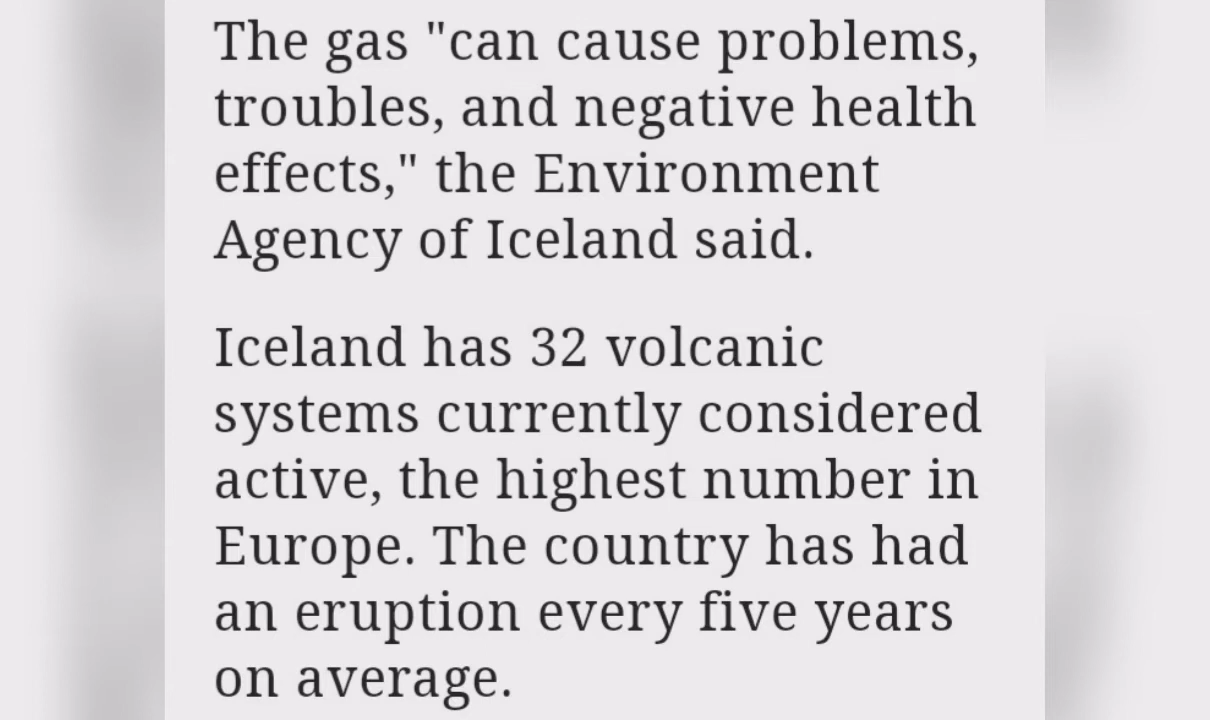 The gas "can cause problems,
troubles, and negative health
effects," the Environment
Agency of Iceland said.
Iceland has 32 volcanic
systems currently considered
active, the highest number in
Europe. The country has had
an eruption every five years
on average.